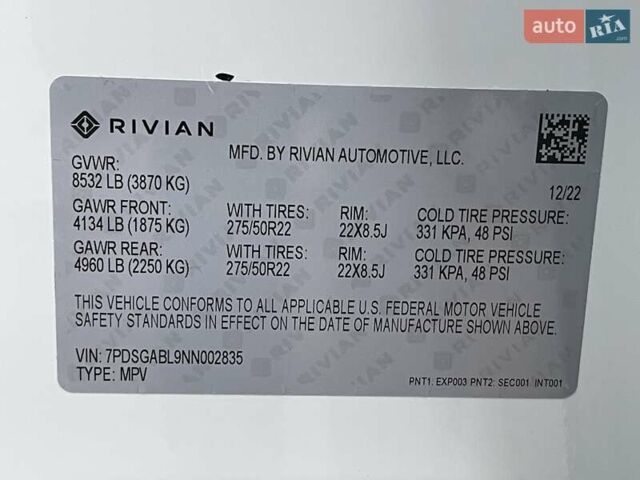 auto RIA
.com
RIVIAN
MFD. BY RIVIAN AUTOMOTIVE, LLC.
GVWR:
8532 LB (3870 KG)
12/22
GAWR FRONT: WITH TIRES: RIM: COLD TIRE PRESSURE:
4134 LB (1875 KG) 275/50R22 22X8.5J 331 KPA, 48 PSI
GAWR REAR: WITH TIRES: RIM: COLD TIRE PRESSURE:
4960 LB (2250 KG) 275/50R22 22X8.5J 331 KPA, 48 PSI
THIS VEHICLE CONFORMS TO ALL APPLICABLE U.S. FEDERAL MOTOR VEHICLE
SAFETY STANDARDS IN EFFECT ON THE DATE OF MANUFACTURE SHOWN ABOVE.
VIN: 7PDSGABL9NN002835
TYPE: MPV
PNT1: EXP003 PNT2: SEC001 INT001